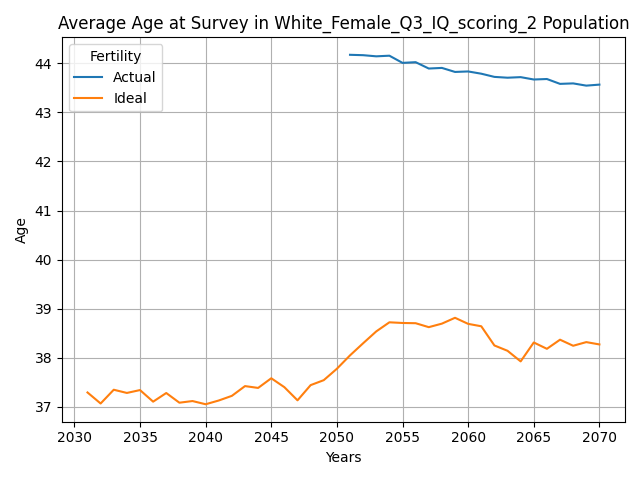 Average Age at Survey in White_Female_Q3_IQ_scoring_2 Population
Fertility
Actual
Ideal
44
43
42
41
40
39
38
37
Age
2030 2035 2040 2045 2050 2055 2060 2065 2070
Years